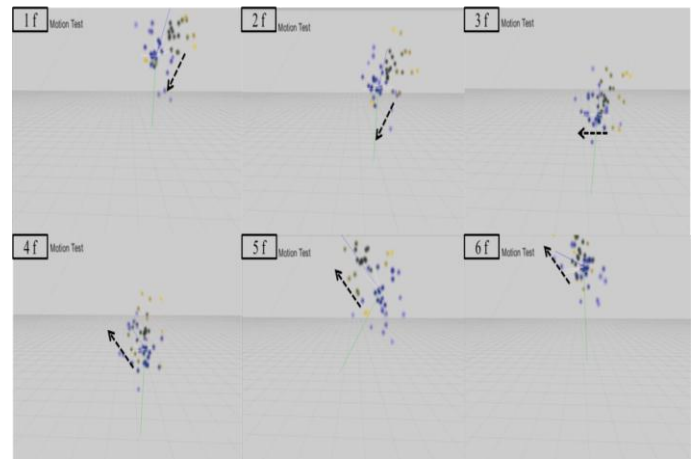 1 f Motion Test
2 f Motion Test
3 f Motion Test
4 f Motion Test
5 f Motion Test
6 f Motion Test